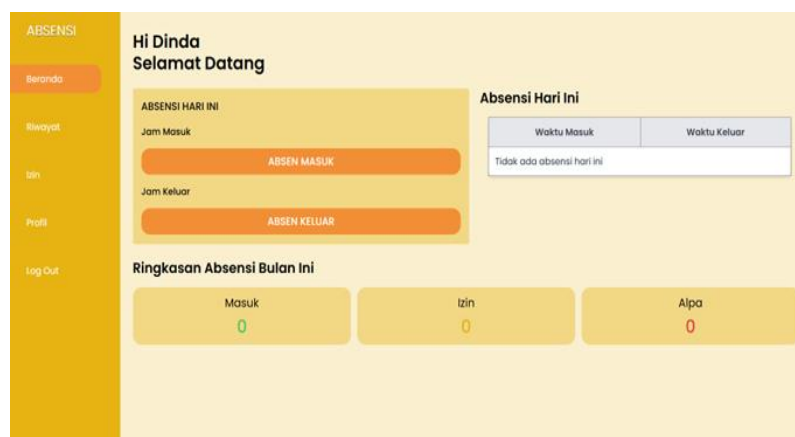 ABSENSI
Beranda
Riwayat
Izin
Profil
Log Out
Hi Dinda
Selamat Datang
ABSENSI HARI INI
Jam Masuk
ABSEN MASUK
Jam Keluar
ABSEN KELUAR
Absensi Hari Ini
Waktu Masuk Waktu Keluar
Tidak ada absensi hari ini
Ringkasan Absensi Bulan Ini
Masuk Izin Alpa
0 0 0